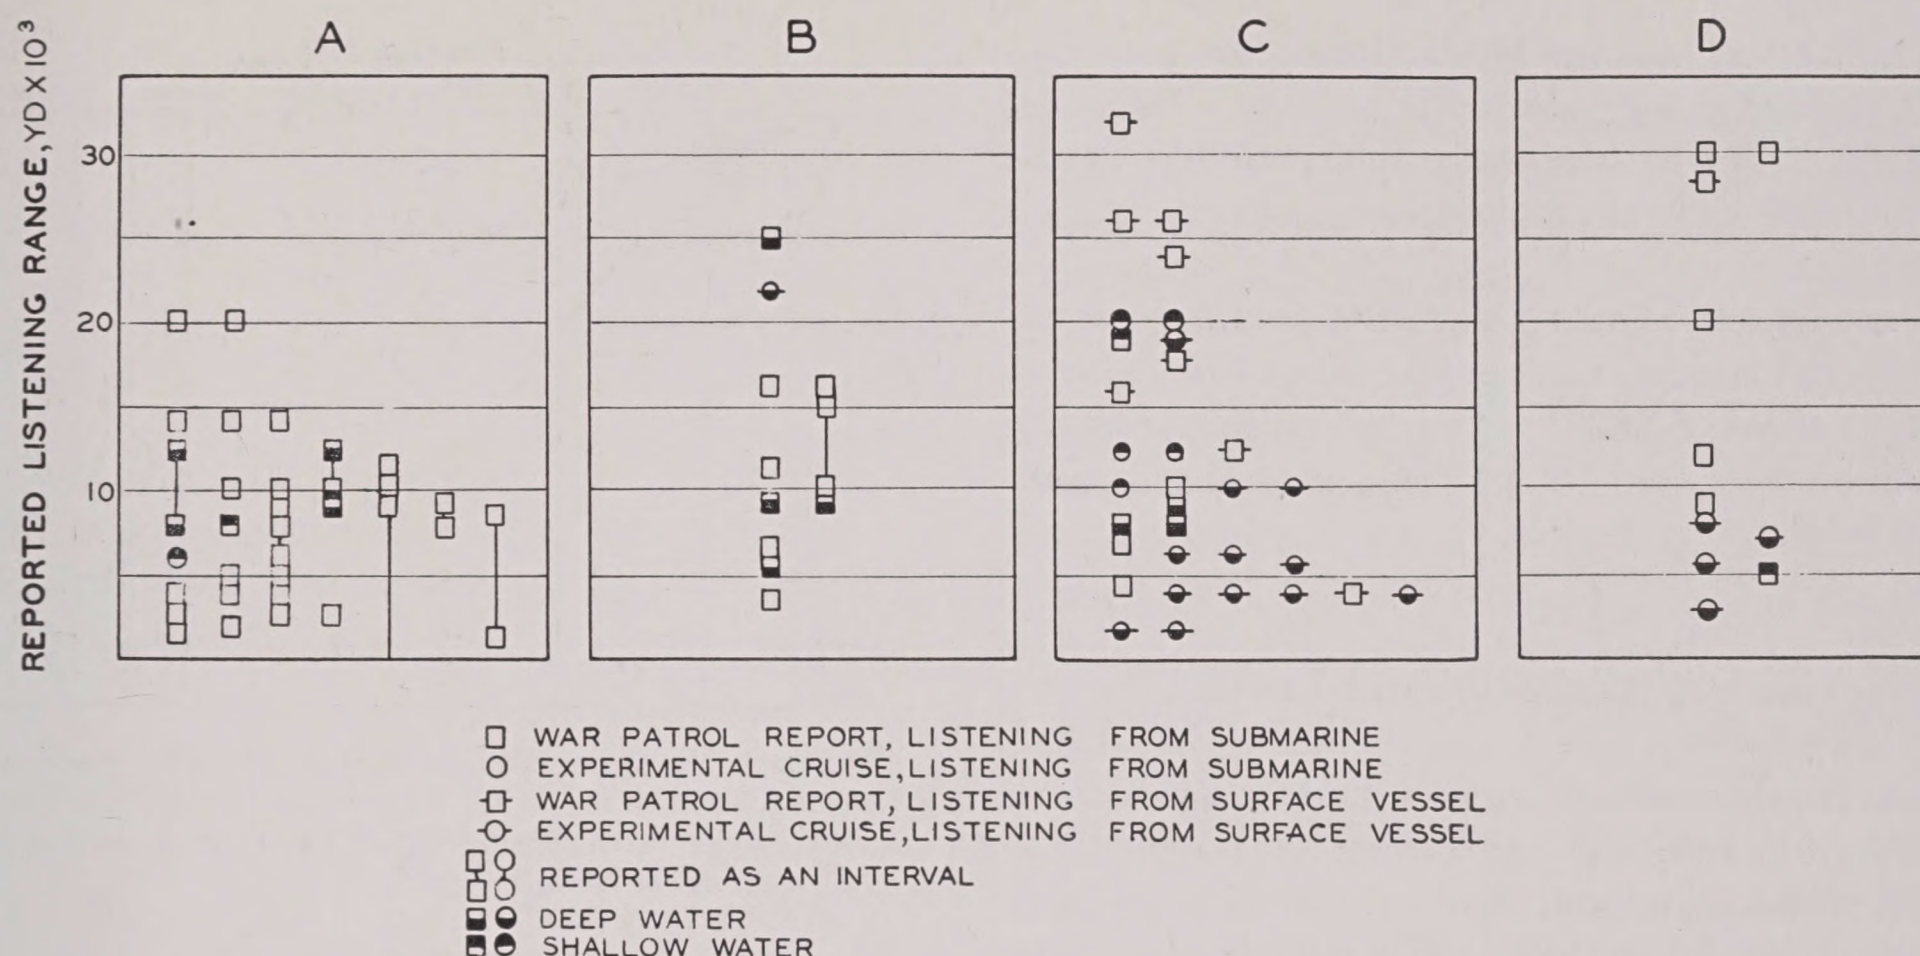 REPORTED LISTENING RANGE, YD X 10³
A B C D
30
20
10
WAR PATROL REPORT, LISTENING FROM SUBMARINE
EXPERIMENTAL CRUISE, LISTENING FROM SUBMARINE
WAR PATROL REPORT, LISTENING FROM SURFACE VESSEL
EXPERIMENTAL CRUISE, LISTENING FROM SURFACE VESSEL
REPORTED AS AN INTERVAL
DEEP WATER
SHALLOW WATER